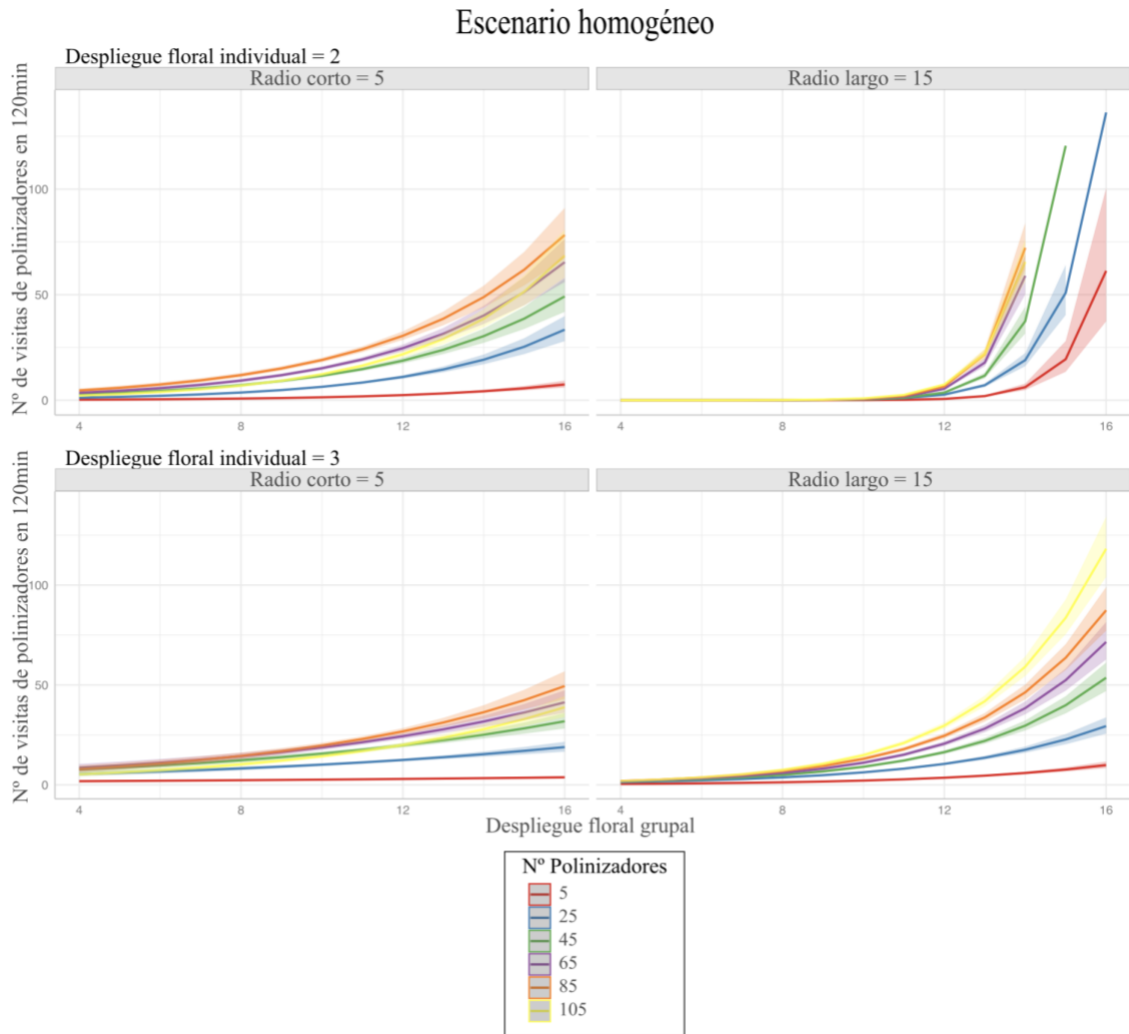 Escenario homogéneo
Despliegue floral individual = 2
Radio corto = 5
Radio largo = 15
Nº de visitas de polinizadores en 120min
100
50
0
4
8
12
16
4
8
12
16
Despliegue floral individual = 3
Radio corto = 5
Radio largo = 15
Nº de visitas de polinizadores en 120min
100
50
0
4
8
12
16
4
8
12
16
Despliegue floral grupal
Nº Polinizadores
5
25
45
65
85
105